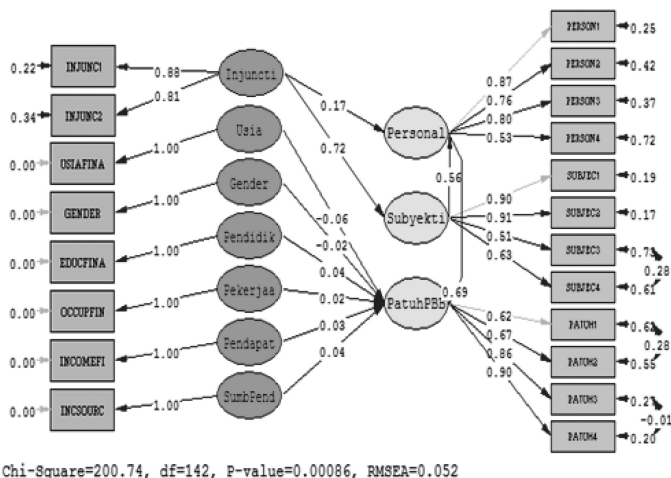 PERSON1 0.25
0.22 INJUNC1 0.88 Injuncti 0.87 PERSON2 0.42
0.76
0.81 0.17 0.80 PERSON3 0.37
0.34 INJUNC2 Personal 0.53
Usia PERSON4 0.72
0.00 USIAFINA 1.00 0.72
0.56 0.90 SUBJEC1 0.19
Gender 0.91
0.00 GENDER 1.00 Subyekti 0.51 SUBJEC2 0.17
-0.06 0.63
-0.02 SUBJEC3
0.00 EDUCFINA 1.00 Pendidik 0.04 0.28
0.69 SUBJEC4 0.61
0.02 PatuhPBB 0.62
0.00 OCCUPFIN 1.00 Pekerjaa 0.67 PATUH1
0.03 0.86 0.28
0.90 PATUH2
0.00 INCOMEFI 1.00 Pendapat 0.04
PATUH3
-0.01
0.00 INCSOURC 1.00 SumbPend PATUH4 0.20
Chi-Square=200.74, df=142, P-value=0.00086, RMSEA=0.052